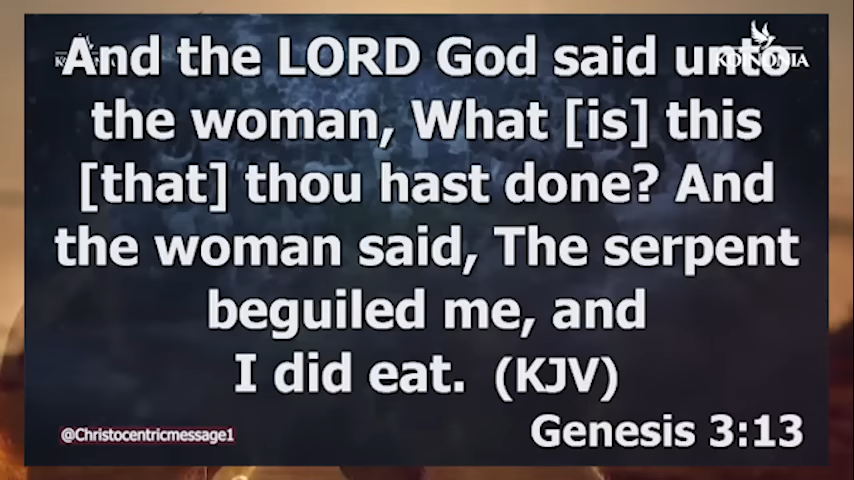 And the LORD God said unto
KOINONIA
the woman, What [is] this
[that] thou hast done? And
the woman said, The serpent
beguiled me, and
I did eat. (KJV)
Genesis 3:13
@Christocentricmessage1